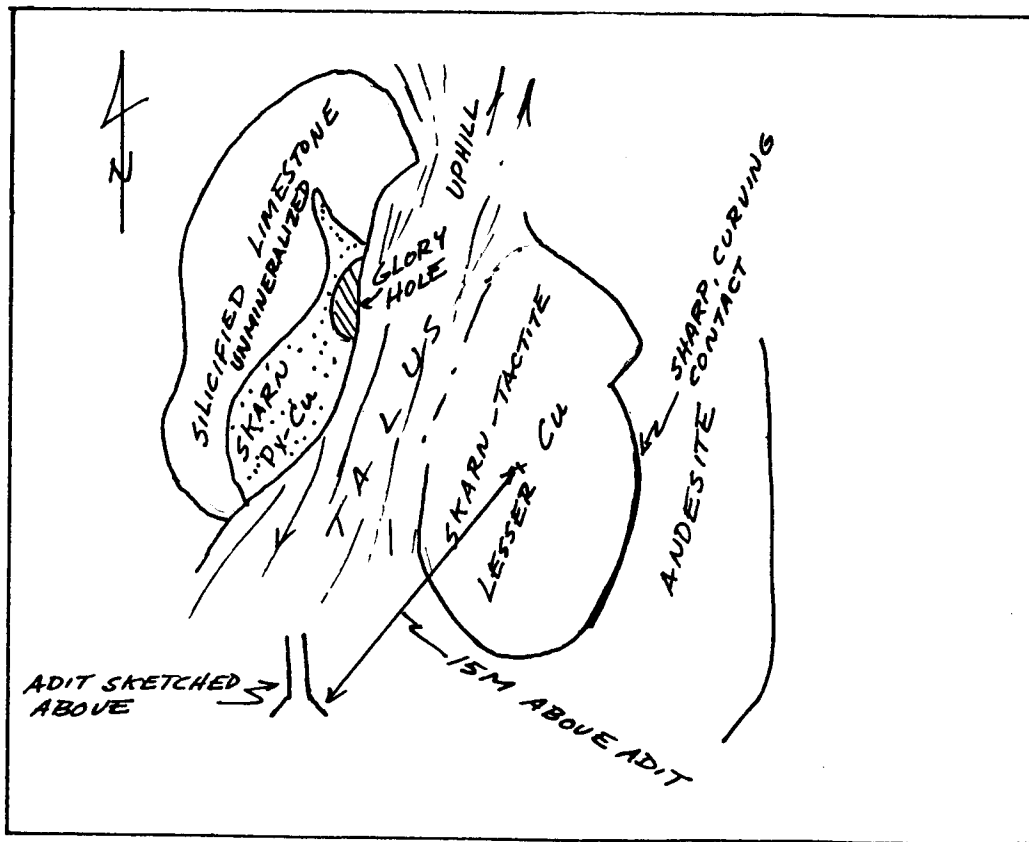 N
SILICIFIED LIMESTONE
UNMINERALIZED
UPHILL
GLORY
HOLE
SKARN
PY-Cu
TALUS
SKARN-TACTITE
LESSER Cu
SHARP, CURVING
CONTACT
ANDESITE
ADIT SKETCHED
ABOVE
15M ABOVE ADIT